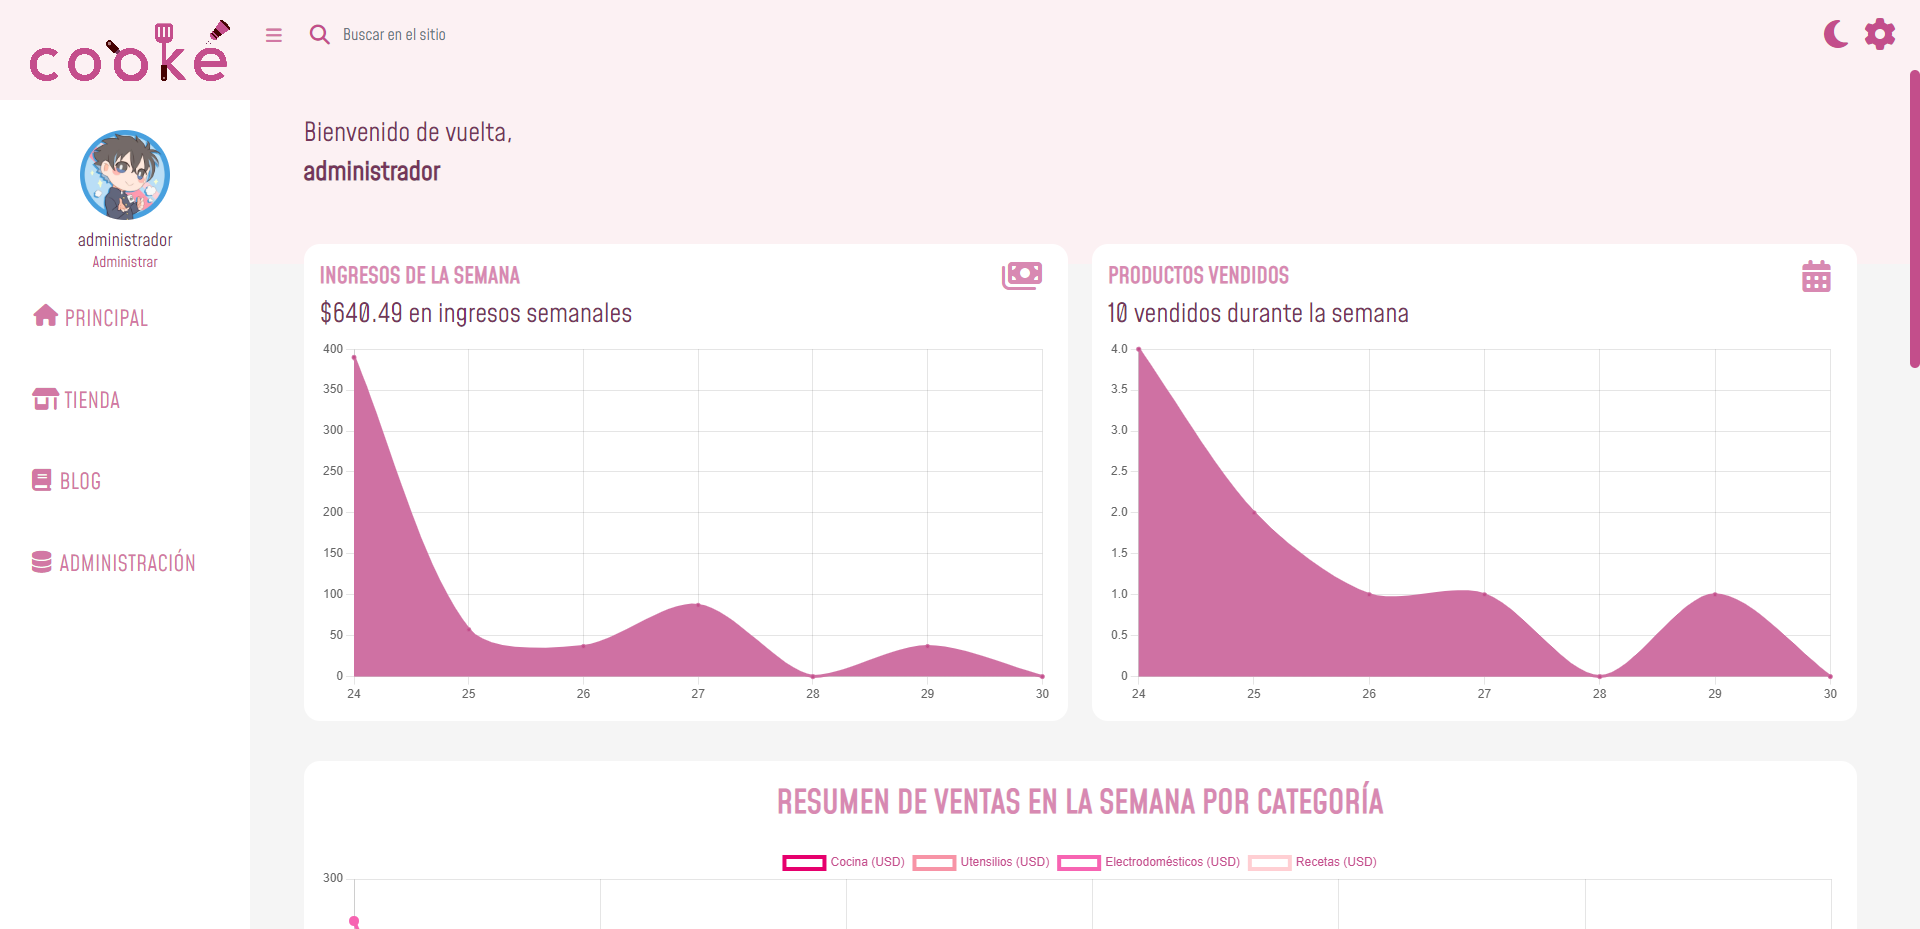 cooke
Buscar en el sitio
administrador
Administrar
PRINCIPAL
TIENDA
BLOG
ADMINISTRACIÓN
Bienvenido de vuelta,
administrador
INGRESOS DE LA SEMANA
$640.49 en ingresos semanales
400
350
300
250
200
150
100
50
0
24 25 26 27 28 29 30
PRODUCTOS VENDIDOS
10 vendidos durante la semana
4.0
3.5
3.0
2.5
2.0
1.5
1.0
0.5
0
24 25 26 27 28 29 30
RESUMEN DE VENTAS EN LA SEMANA POR CATEGORÍA
Cocina (USD) Utensilios (USD) Electrodomésticos (USD) Recetas (USD)
300